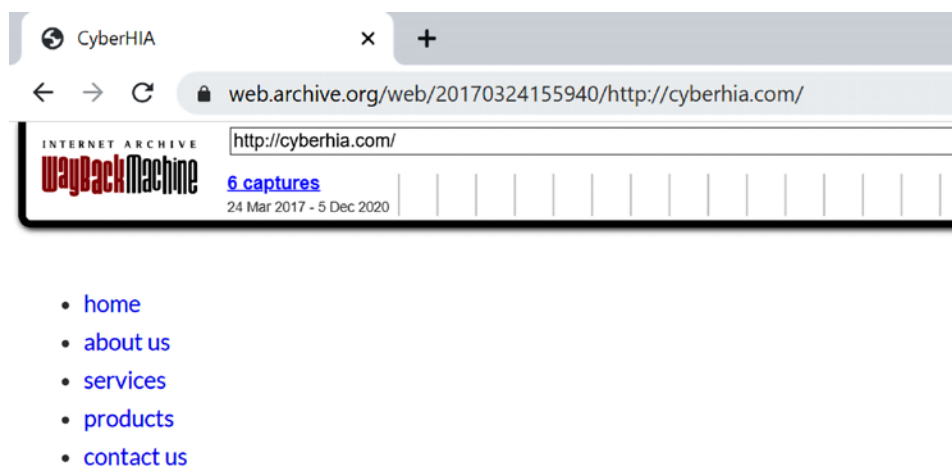 CyberHIA
web.archive.org/web/20170324155940/http://cyberhia.com/
INTERNET ARCHIVE
WayBackMachine
http://cyberhia.com/
6 captures
24 Mar 2017 - 5 Dec 2020
home
about us
services
products
contact us